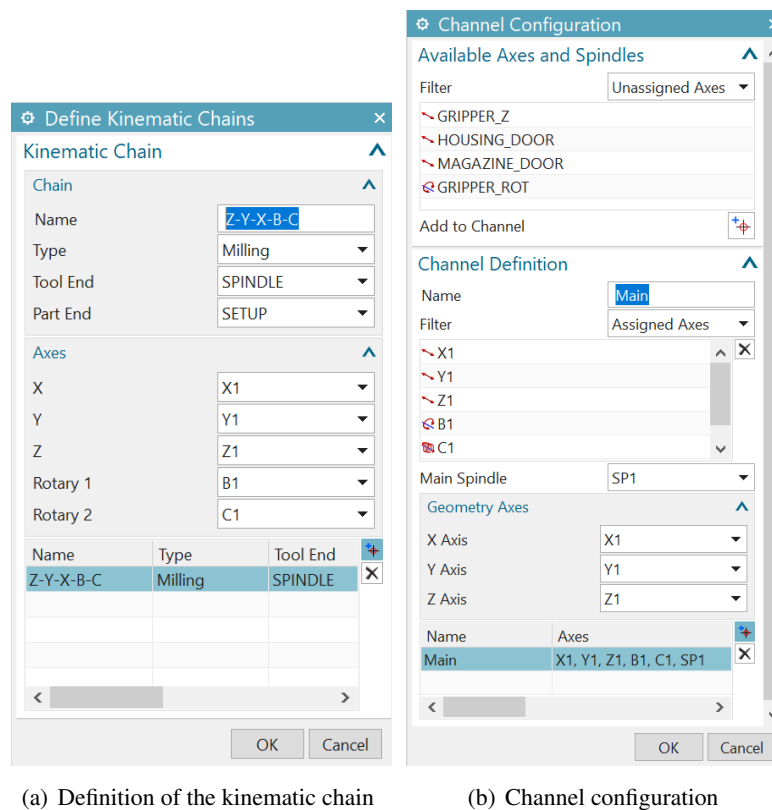 Define Kinematic Chains
Kinematic Chain
Chain
Name Z-Y-X-B-C
Type Milling
Tool End SPINDLE
Part End SETUP
Axes
X X1
Y Y1
Z Z1
Rotary 1 B1
Rotary 2 C1
Name Type Tool End
Z-Y-X-B-C Milling SPINDLE
OK Cancel
(a) Definition of the kinematic chain
Channel Configuration
Available Axes and Spindles
Filter Unassigned Axes
GRIPPER_Z
HOUSING_DOOR
MAGAZINE_DOOR
GRIPPER_ROT
Add to Channel
Channel Definition
Name Main
Filter Assigned Axes
X1
Y1
Z1
B1
C1
Main Spindle SP1
Geometry Axes
X Axis X1
Y Axis Y1
Z Axis Z1
Name Axes
Main X1, Y1, Z1, B1, C1, SP1
OK Cancel
(b) Channel configuration